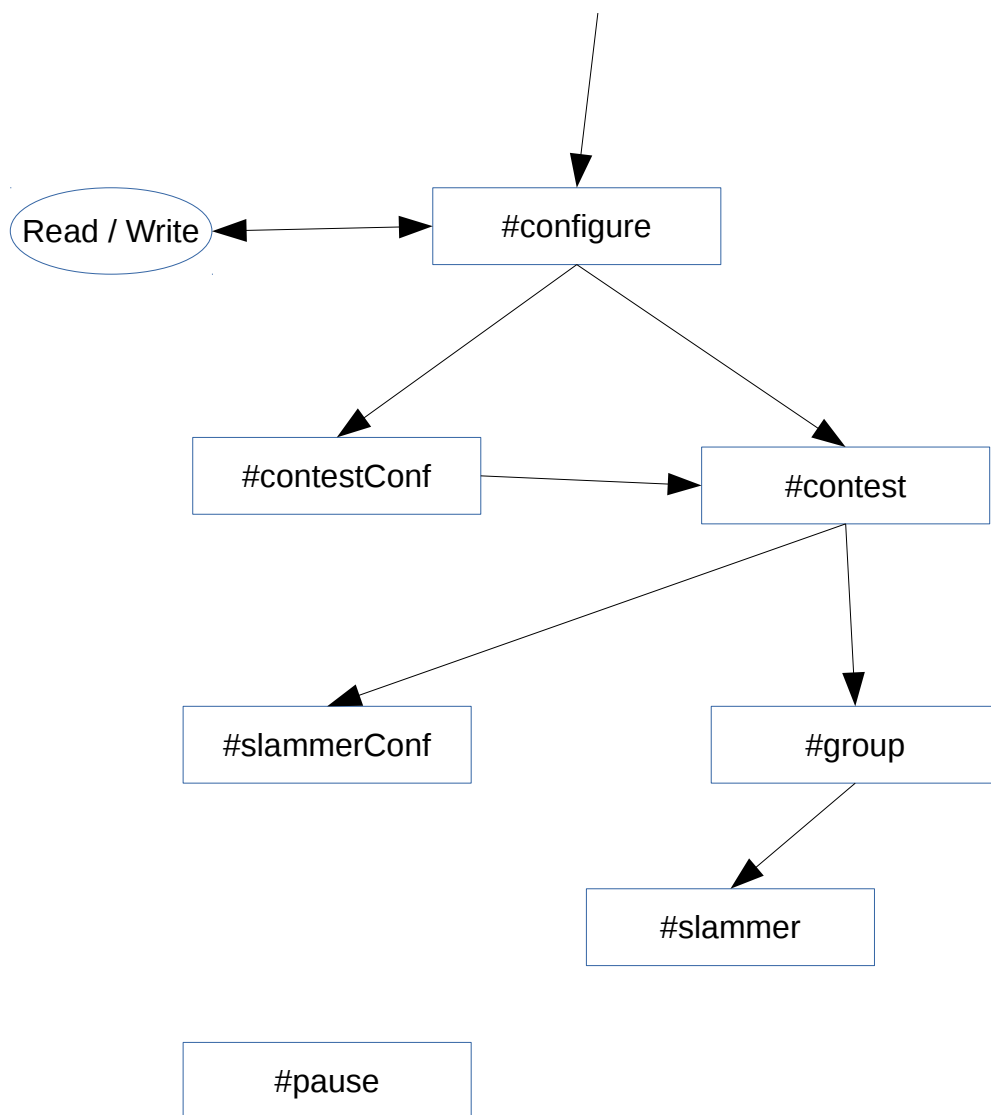 Read / Write
#configure
#contestConf
#contest
#slammerConf
#group
#slammer
#pause